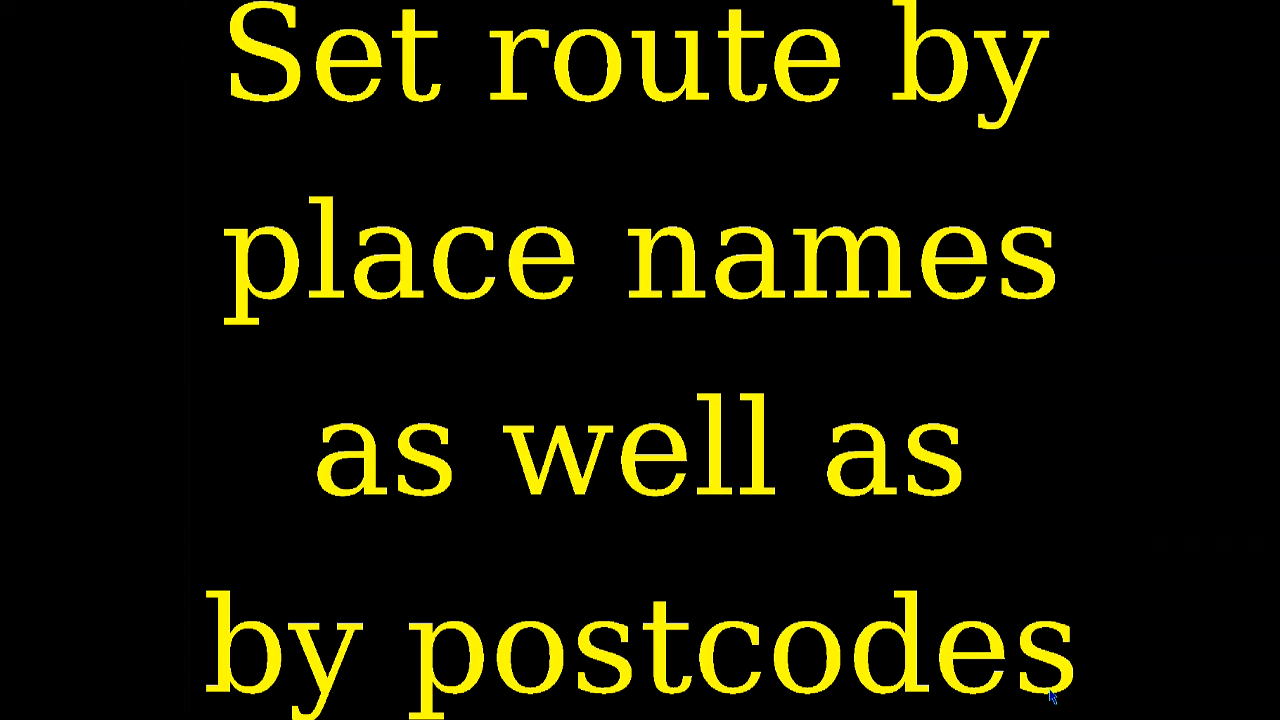 Set route by
place names
as well as
by postcodes